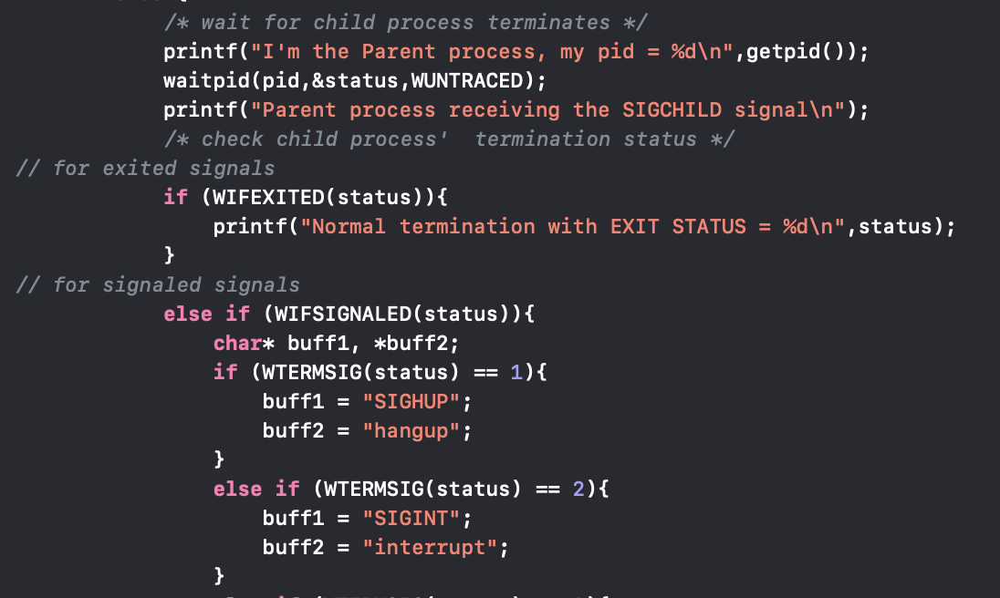 /* wait for child process terminates */
printf("I'm the Parent process, my pid = %d\n",getpid());
waitpid(pid,&status,WUNTRACED);
printf("Parent process receiving the SIGCHILD signal\n");
/* check child process'  termination status */
// for exited signals
if (WIFEXITED(status)){
printf("Normal termination with EXIT STATUS = %d\n",status);
}
// for signaled signals
else if (WIFSIGNALED(status)){
char* buff1, *buff2;
if (WTERMSIG(status) == 1){
buff1 = "SIGHUP";
buff2 = "hangup";
}
else if (WTERMSIG(status) == 2){
buff1 = "SIGINT";
buff2 = "interrupt";
}